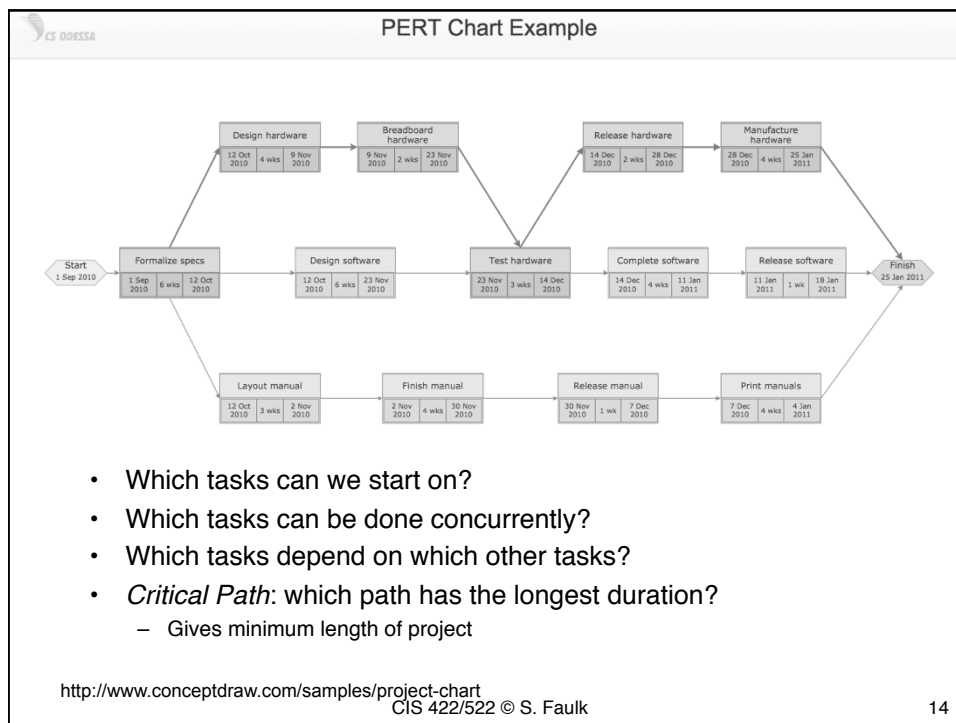 CS ODESSA
PERT Chart Example
Design hardware
12 Oct 2010 4 wks 9 Nov 2010
Breadboard hardware
9 Nov 2010 2 wks 23 Nov 2010
Release hardware
14 Dec 2010 2 wks 28 Dec 2010
Manufacture hardware
28 Dec 2010 4 wks 25 Jan 2011
Start
1 Sep 2010
Formalize specs
1 Sep 2010 6 wks 12 Oct 2010
Design software
12 Oct 2010 6 wks 23 Nov 2010
Test hardware
23 Nov 2010 3 wks 14 Dec 2010
Complete software
14 Dec 2010 4 wks 11 Jan 2011
Release software
11 Jan 2011 1 wk 18 Jan 2011
Finish
25 Jan 2011
Layout manual
12 Oct 2010 3 wks 2 Nov 2010
Finish manual
2 Nov 2010 4 wks 30 Nov 2010
Release manual
30 Nov 2010 1 wk 7 Dec 2010
Print manuals
7 Dec 2010 4 wks 4 Jan 2011
• Which tasks can we start on?
• Which tasks can be done concurrently?
• Which tasks depend on which other tasks?
• Critical Path: which path has the longest duration?
– Gives minimum length of project
http://www.conceptdraw.com/samples/project-chart
CIS 422/522 © S. Faulk
14